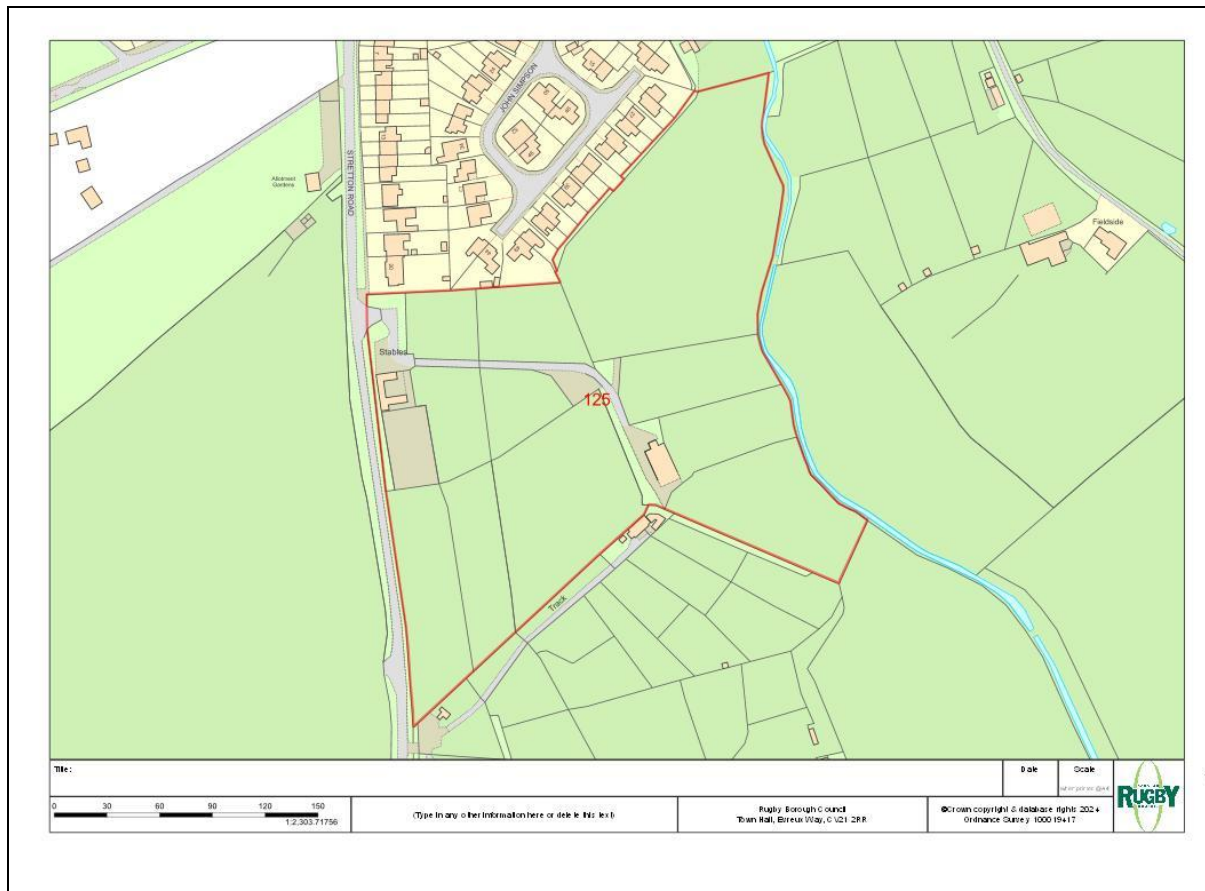 JOHN SIMPSON
STRETTON ROAD
Allotment
Gardens
Fieldside
Stables
125
Track
Title:
Date
Scale
0 30 60 90 120 150
1:2,303.71756
(Type in any other information here or delete this text)
Rugby Borough Council
Town Hall, Evreux Way, CV21 2RR
©Crown copyright & database rights 2024
Ordnance Survey 100019417
RUGBY